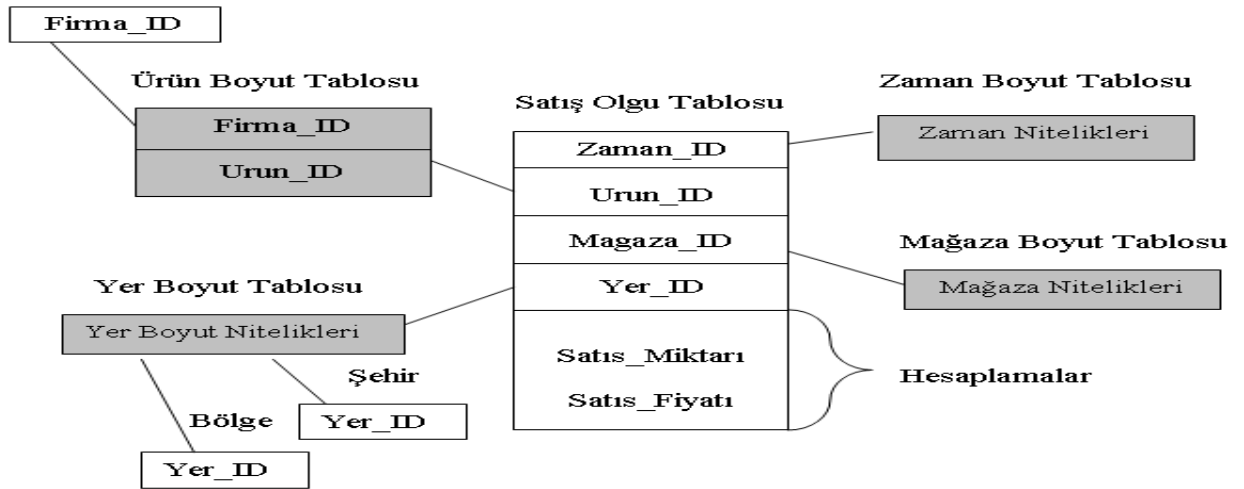 Firma_ID
Ürün Boyut Tablosu
Firma_ID
Urun_ID
Satış Olgu Tablosu
Zaman_ID
Urun_ID
Magaza_ID
Yer_ID
Satıs_Miktarı
Satıs_Fiyatı
Zaman Boyut Tablosu
Zaman Nitelikleri
Mağaza Boyut Tablosu
Mağaza Nitelikleri
Hesaplamalar
Yer Boyut Tablosu
Yer Boyut Nitelikleri
Şehir
Yer_ID
Bölge
Yer_ID